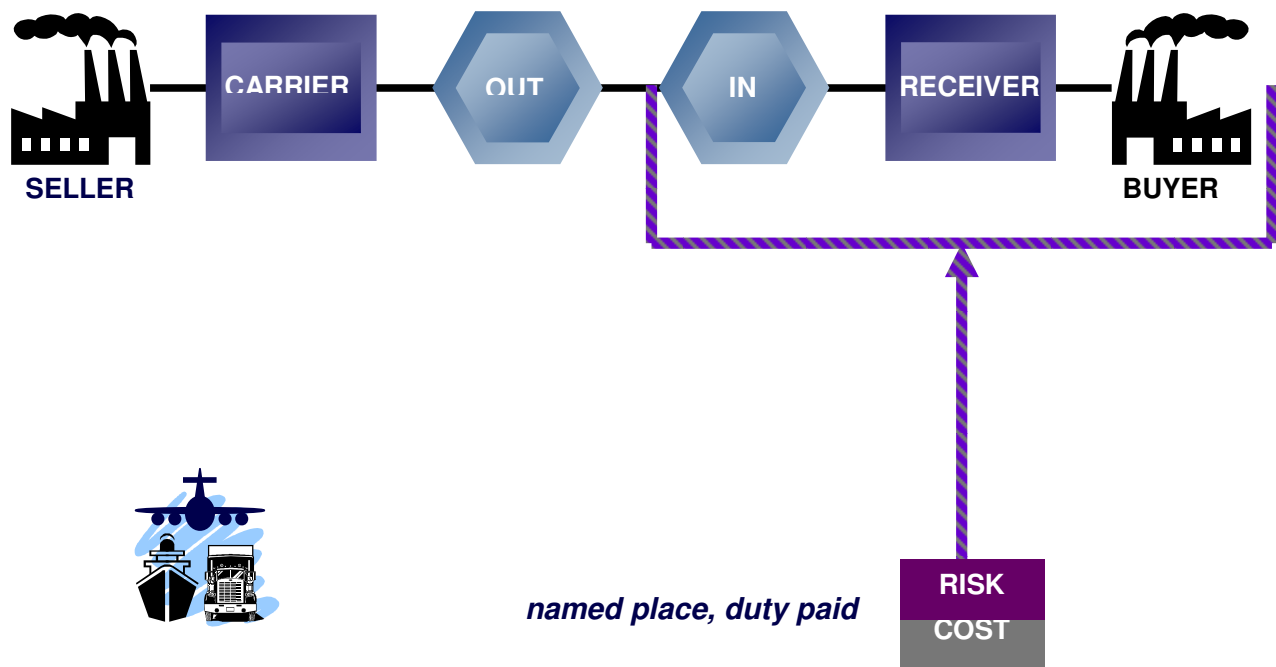 CARRIER
OUT
IN
RECEIVER
SELLER
BUYER
named place, duty paid
RISK
COST